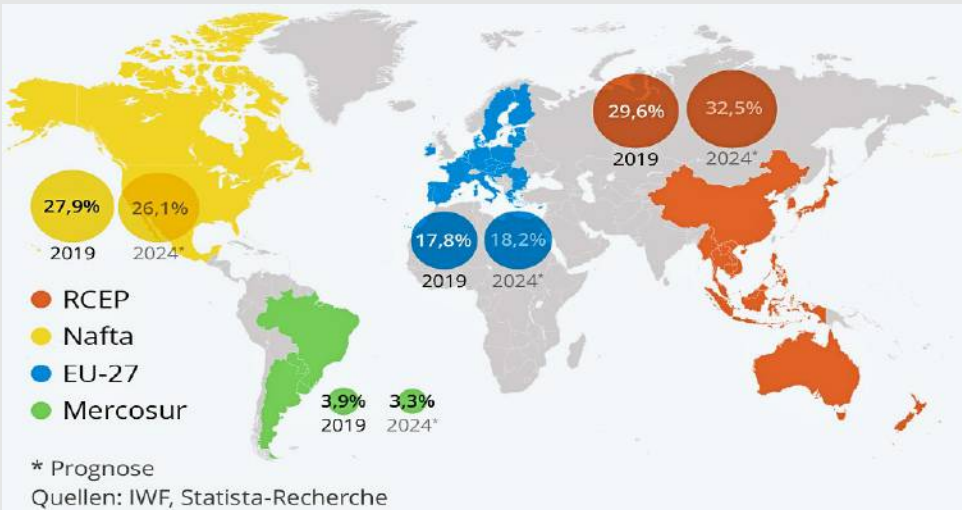 29,6% 32,5%
2019 2024*
27,9% 26,1%
2019 2024*
17,8% 18,2%
2019 2024*
RCEP
Nafta
EU-27
Mercosur
3,9% 3,3%
2019 2024*
* Prognose
Quellen: IWF, Statista-Recherche